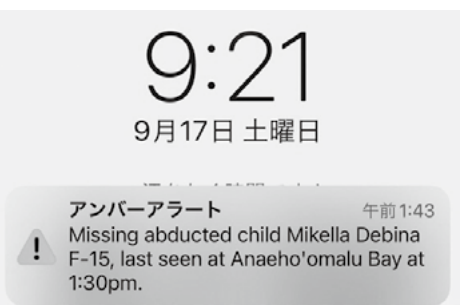 9:21
9月17日 土曜日
アンバーアラート 午前1:43
Missing abducted child Mikella Debina
F-15, last seen at Anaeho'omalu Bay at
1:30pm.